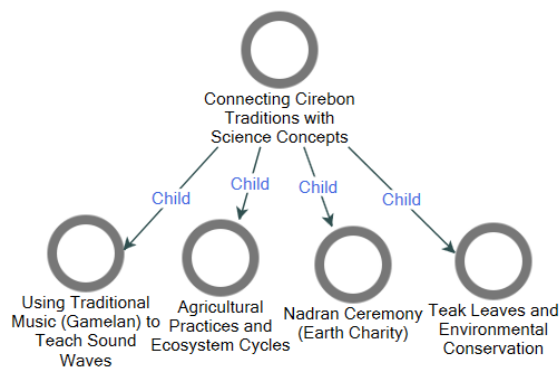 Connecting Cirebon
Traditions with
Science Concepts
Child
Child
Child
Child
Using Traditional
Music (Gamelan) to
Teach Sound
Waves
Agricultural
Practices and
Ecosystem Cycles
Nadran Ceremony
(Earth Charity)
Teak Leaves and
Environmental
Conservation